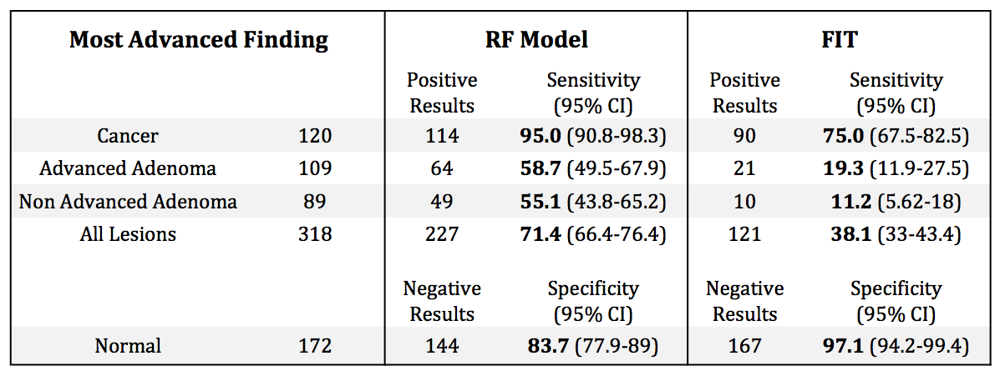 Most Advanced Finding RF Model FIT
Positive Sensitivity Positive Sensitivity
Results (95% CI) Results (95% CI)
Cancer 120 114 95.0 (90.8-98.3) 90 75.0 (67.5-82.5)
Advanced Adenoma 109 64 58.7 (49.5-67.9) 21 19.3 (11.9-27.5)
Non Advanced Adenoma 89 49 55.1 (43.8-65.2) 10 11.2 (5.62-18)
All Lesions 318 227 71.4 (66.4-76.4) 121 38.1 (33-43.4)
Negative Specificity Negative Specificity
Results (95% CI) Results (95% CI)
Normal 172 144 83.7 (77.9-89) 167 97.1 (94.2-99.4)